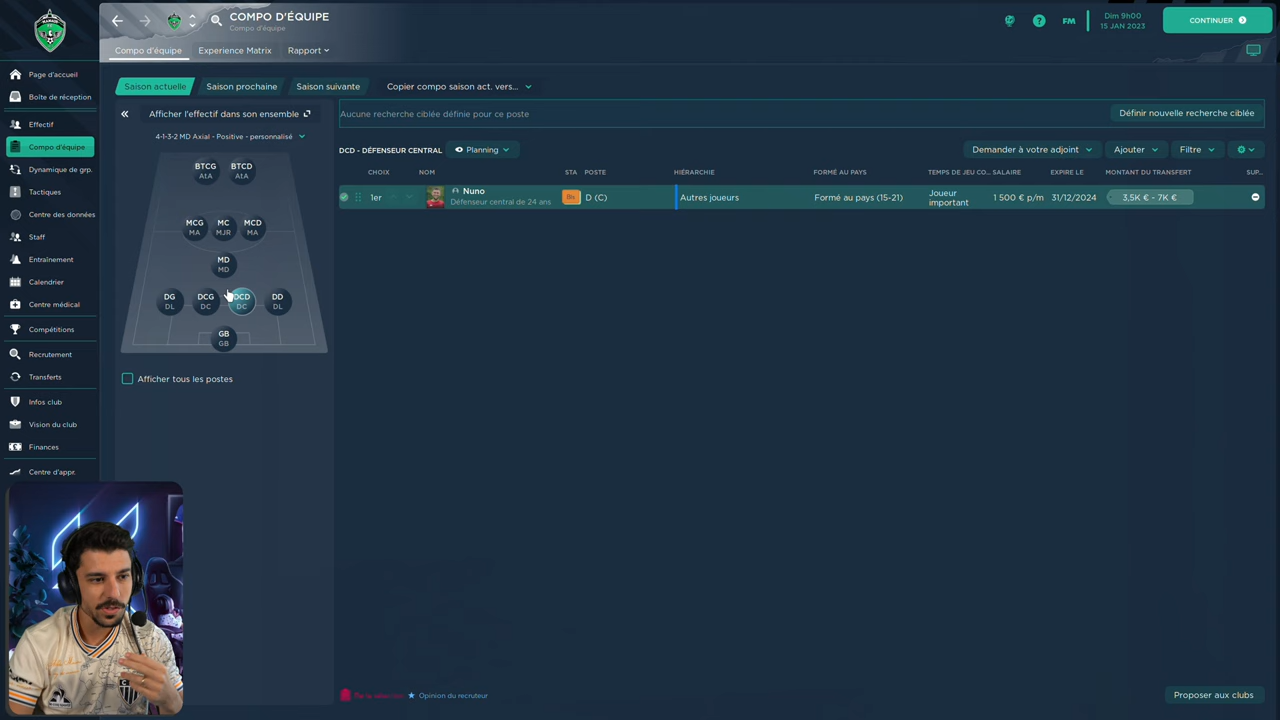 COMPO D'ÉQUIPE
Compo d'équipe
FM
Dim 9h00
15 JAN 2023
CONTINUER
Compo d'équipe
Experience Matrix
Rapport
Page d'accueil
Boîte de réception
Effectif
Compo d'équipe
Dynamique de grp.
Tactiques
Centre des données
Staff
Entraînement
Calendrier
Centre médical
Compétitions
Recrutement
Transferts
Infos club
Vision du club
Finances
Centre d'appr.
Saison actuelle
Saison prochaine
Saison suivante
Copier compo saison act. vers...
Afficher l'effectif dans son ensemble
4-1-3-2 MD Axial - Positive - personnalisé
BTCG
AtA
BTCD
AtA
MCG
MA
MC
MJR
MCD
MA
MD
MD
DG
DL
DCG
DC
DCD
DC
DD
DL
GB
GB
Afficher tous les postes
Aucune recherche ciblée définie pour ce poste
Définir nouvelle recherche ciblée
DCD - DÉFENSEUR CENTRAL
Planning
Demander à votre adjoint
Ajouter
Filtre
CHOIX
NOM
STA
POSTE
HIÉRARCHIE
FORMÉ AU PAYS
TEMPS DE JEU CO...
SALAIRE
EXPIRE LE
MONTANT DU TRANSFERT
SUP...
1er
Nuno
Défenseur central de 24 ans
Bls
D (C)
Autres joueurs
Formé au pays (15-21)
Joueur important
1 500 € p/m
31/12/2024
3,5K € - 7K €
Opinion du recruteur
Proposer aux clubs